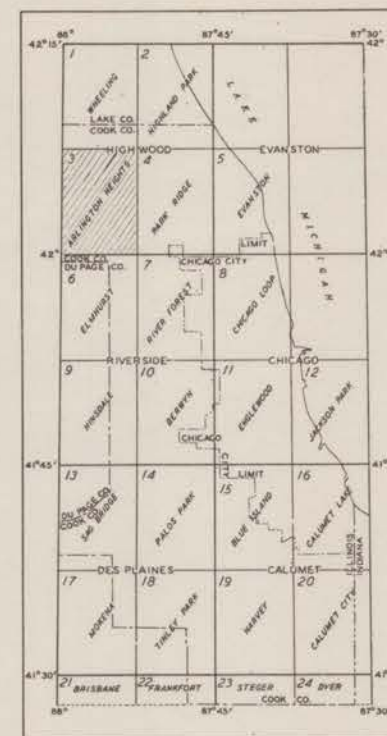 88° 87°45' 87°30'
42°15' 42°
1 2
WHEELING HIGHLAND PARK LAKE
LAKE CO.
COOK CO.
3 HIGHWOOD 4 5 EVANSTON
ARLINGTON HEIGHTS PARK RIDGE EVANSTON MICHIGAN
LIMIT
42° COOK CO. 7 CHICAGO CITY 8 42°
6 DU PAGE CO.
ELMHURST RIVER FOREST CHICAGO LOOP
9 RIVERSIDE 10 11 CHICAGO 12
HINSDALE BERWYN ENGLEWOOD JACKSON PARK
CHICAGO
41°45' CITY 41°
13 14 15 LIMIT 16
DU PAGE CO.
COOK CO.
SAG BRIDGE PALOS PARK BLUE ISLAND CALUMET LAKE
ILLINOIS
INDIANA
17 DES PLAINES 18 19 CALUMET 20
MOKENA TINLEY PARK HARVEY CALUMET CITY
41°30' 41°
21 BRISBANE 22 FRANKFORT 23 STEGER 24 DYER
COOK CO.
88° 87°45' 87°30'